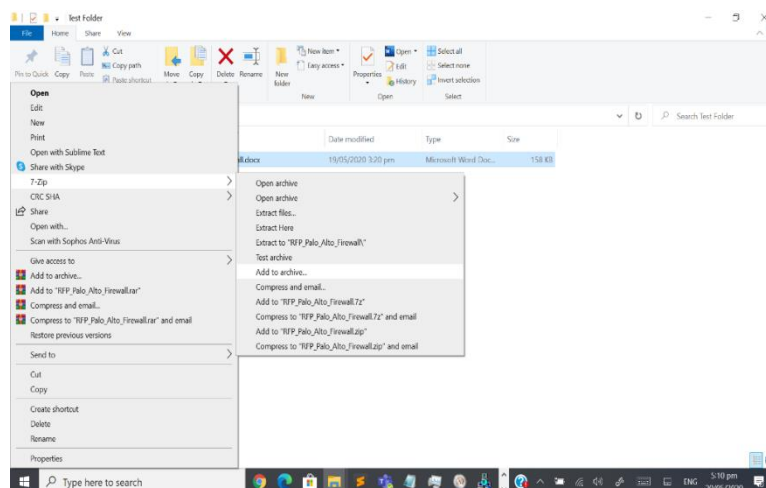 Test Folder
File Home Share View
Pin to Quick Copy Paste
Cut
Copy path
Paste shortcut
Move Copy Delete Rename New folder
New item
Easy access
Properties
Open
Edit
History
Select all
Select none
Invert selection
New Open Select
Search Test Folder
Date modified Type Size
all.docx 19/05/2020 3:20 pm Microsoft Word Doc... 158 KB
Open
Edit
New
Print
Open with Sublime Text
Share with Skype
7-Zip
CRC SHA
Share
Open with...
Scan with Sophos Anti-Virus
Give access to
Add to archive...
Add to "RFP_Palo_Alto_Firewall.rar"
Compress and email...
Compress to "RFP_Palo_Alto_Firewall.rar" and email
Restore previous versions
Send to
Cut
Copy
Create shortcut
Delete
Rename
Properties
Open archive
Open archive
Extract files...
Extract Here
Extract to "RFP_Palo_Alto_Firewall\"
Test archive
Add to archive...
Compress and email...
Add to "RFP_Palo_Alto_Firewall.7z"
Compress to "RFP_Palo_Alto_Firewall.7z" and email
Add to "RFP_Palo_Alto_Firewall.zip"
Compress to "RFP_Palo_Alto_Firewall.zip" and email
Type here to search
ENG
5:10 pm